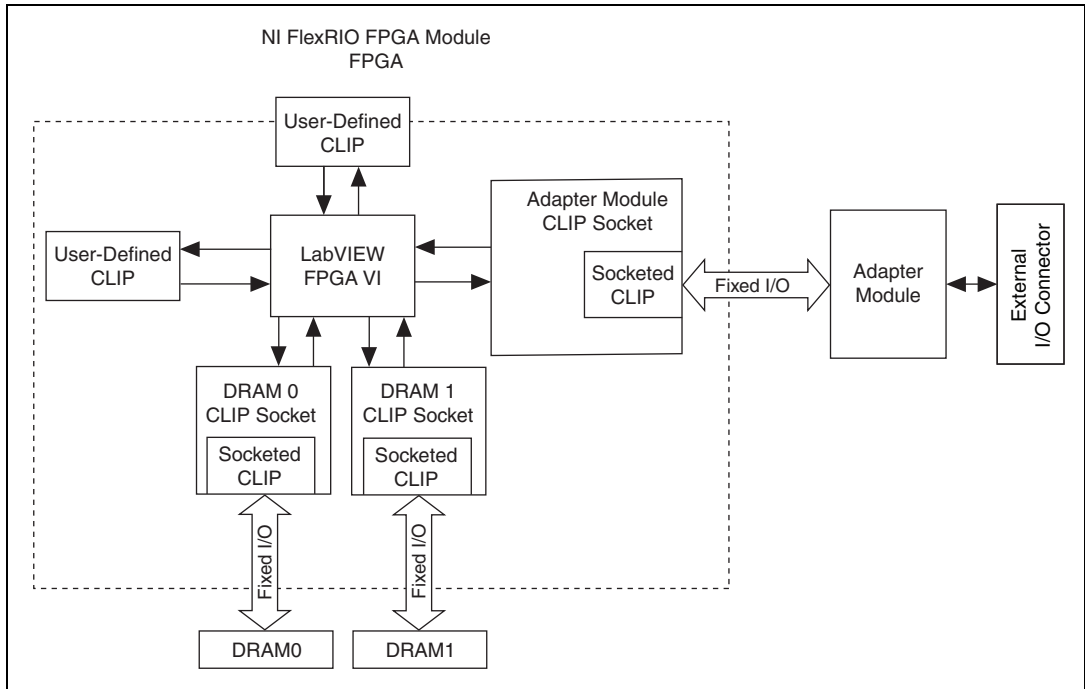 NI FlexRIO FPGA Module
FPGA
User-Defined
CLIP
User-Defined
CLIP
LabVIEW
FPGA VI
Adapter Module
CLIP Socket
Socketed
CLIP
Fixed I/O
Adapter
Module
External
I/O Connector
DRAM 0
CLIP Socket
Socketed
CLIP
DRAM 1
CLIP Socket
Socketed
CLIP
Fixed I/O
Fixed I/O
DRAM0
DRAM1